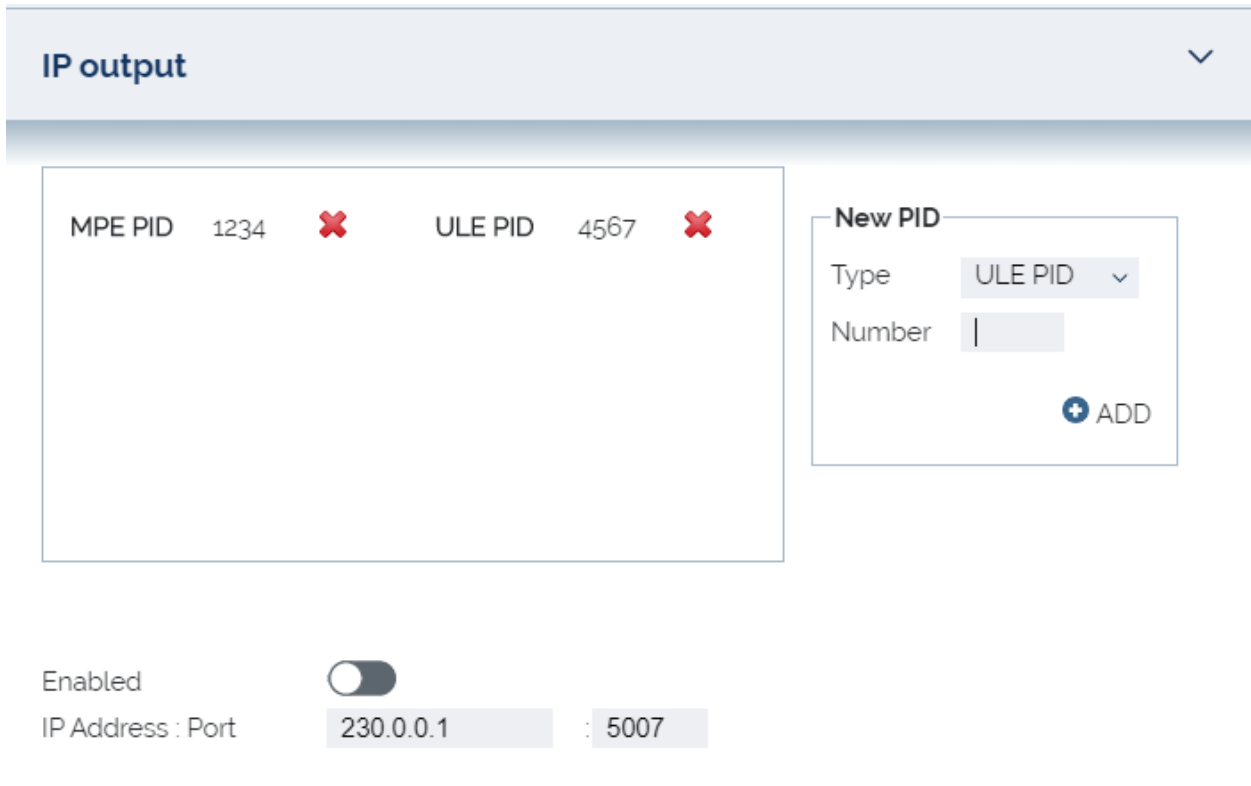 IP output
MPE PID 1234 ULE PID 4567
New PID
Type ULE PID
Number
ADD
Enabled
IP Address : Port 230.0.0.1 : 5007